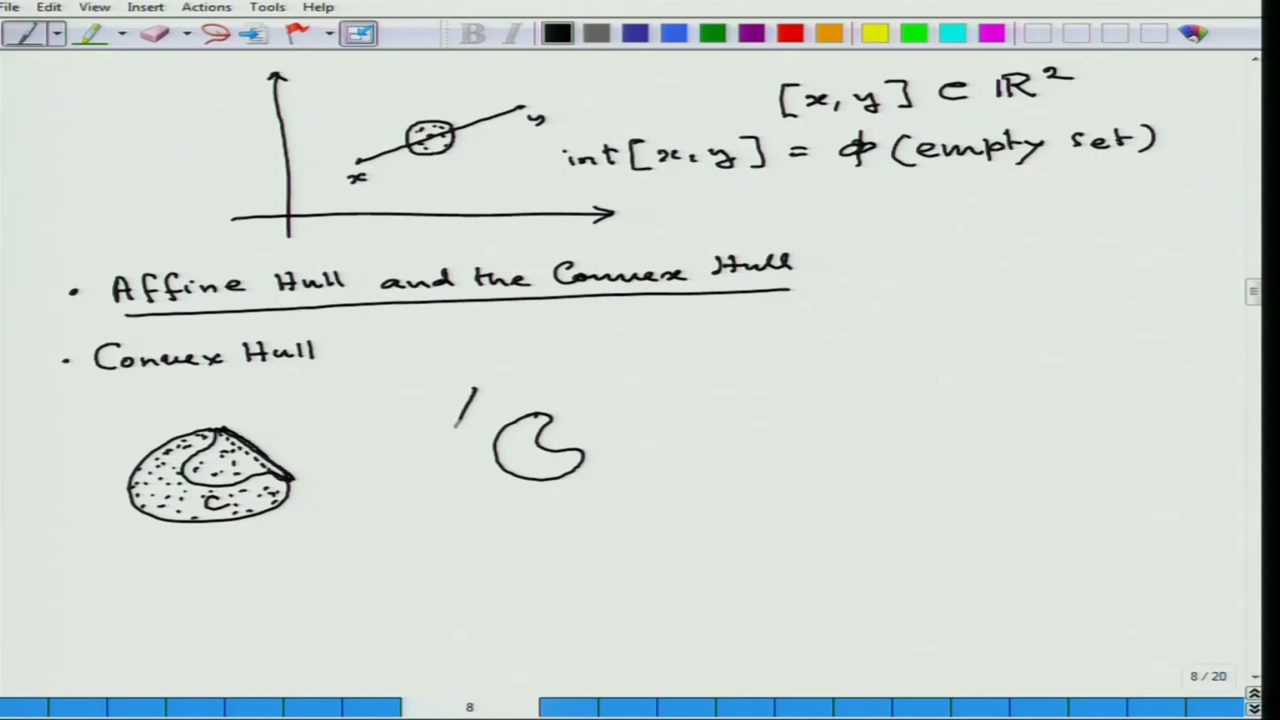 File Edit View Insert Actions Tools Help
B I
[x, y] ⊂ ℝ²
y
int[x, y] = φ (empty set)
x
• Affine Hull and the Convex Hull
• Convex Hull
C
8 / 20
8